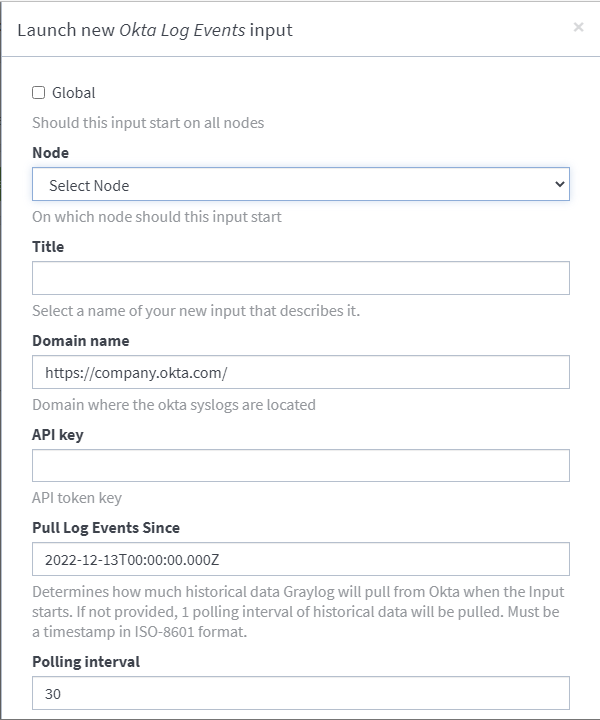 Launch new Okta Log Events input
×
Global
Should this input start on all nodes
Node
Select Node
On which node should this input start
Title
Select a name of your new input that describes it.
Domain name
https://company.okta.com/
Domain where the okta syslogs are located
API key
API token key
Pull Log Events Since
2022-12-13T00:00:00.000Z
Determines how much historical data Graylog will pull from Okta when the Input
starts. If not provided, 1 polling interval of historical data will be pulled. Must be
a timestamp in ISO-8601 format.
Polling interval
30